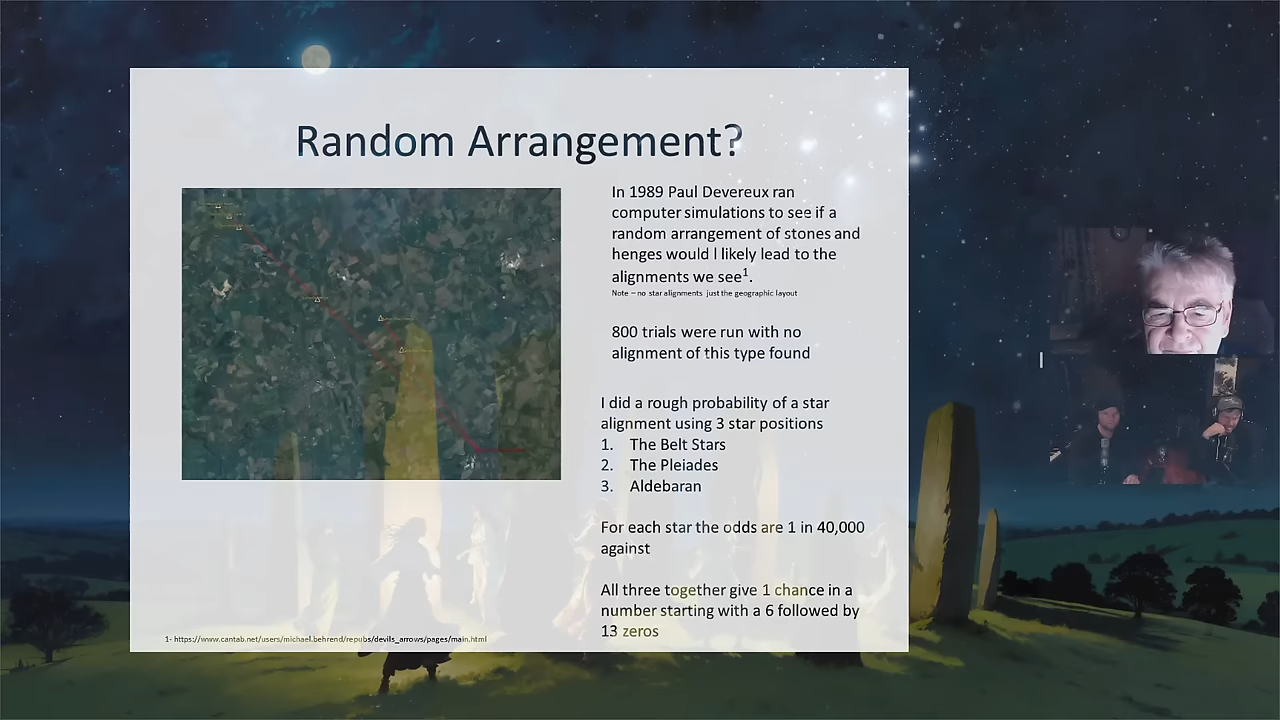 Random Arrangement?
In 1989 Paul Devereux ran
computer simulations to see if a
random arrangement of stones and
henges would l likely lead to the
alignments we see1.
Note – no star alignments just the geographic layout
800 trials were run with no
alignment of this type found
I did a rough probability of a star
alignment using 3 star positions
1. The Belt Stars
2. The Pleiades
3. Aldebaran
For each star the odds are 1 in 40,000
against
All three together give 1 chance in a
number starting with a 6 followed by
13 zeros
1- https://www.cantab.net/users/michael.behrend/repubs/devils_arrows/pages/main.html